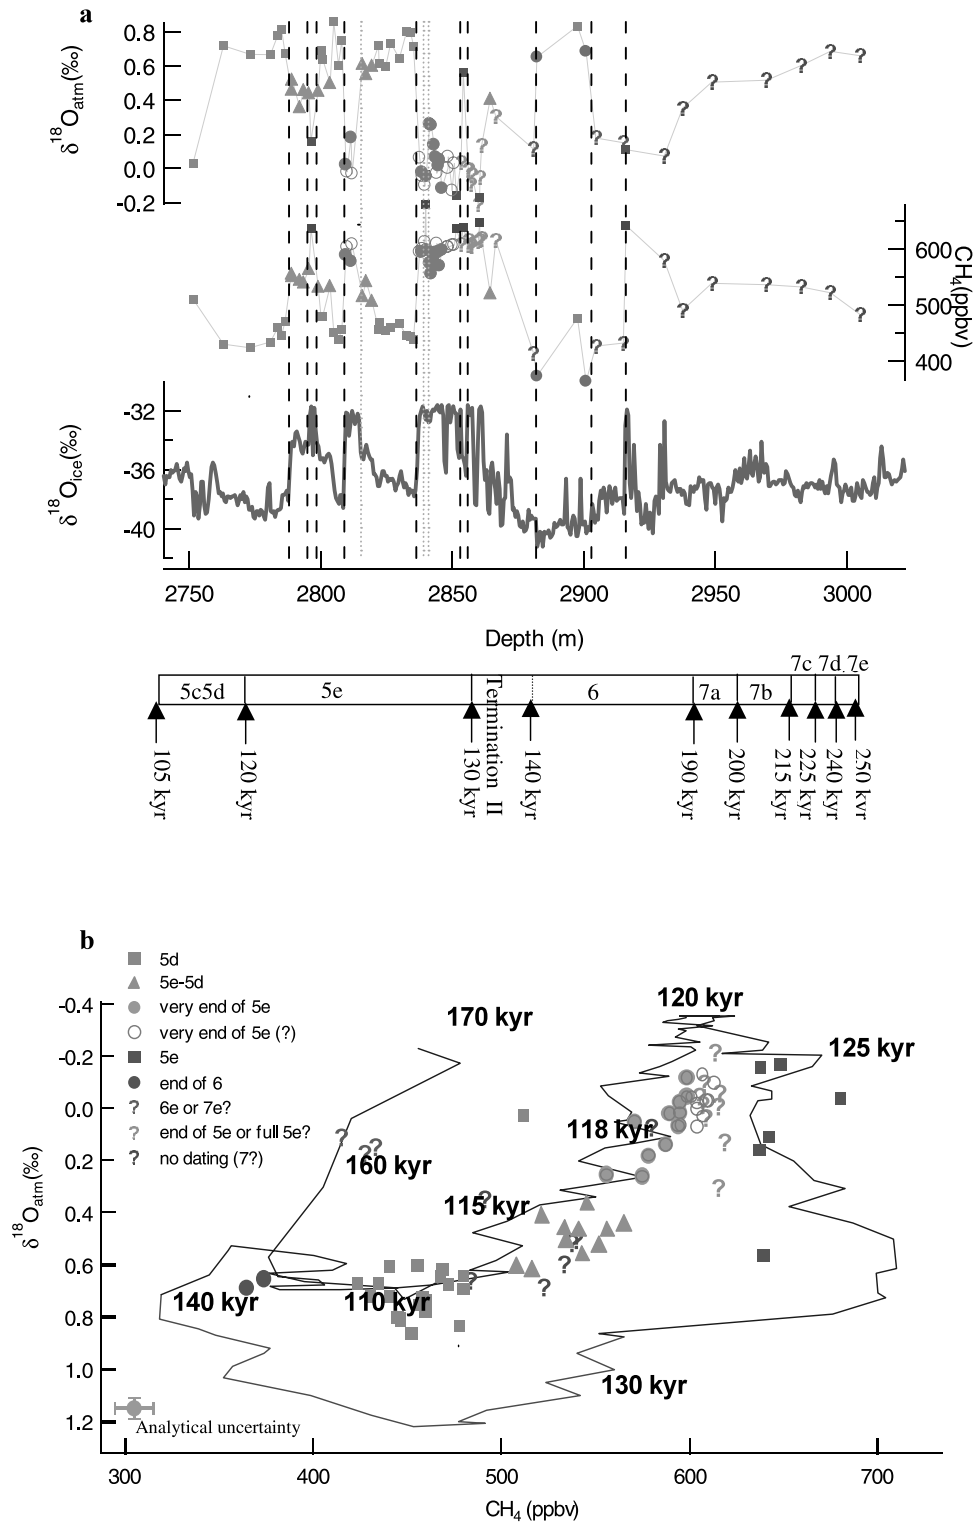 a
0.8
0.6
0.4
0.2
0.0
-0.2
δ18Oatm(‰)
600
500
400
CH4(ppbv)
-32
-36
-40
δ18Oice(‰)
2750 2800 2850 2900 2950 3000
Depth (m)
5c5d 5e Termination II 6 7a 7b 7c 7d 7e
105 kyr 120 kyr 130 kyr 140 kyr 190 kyr 200 kyr 215 kyr 225 kyr 240 kyr 250 kyr
b
5d
5e-5d
very end of 5e
very end of 5e (?)
5e
end of 6
6e or 7e?
end of 5e or full 5e?
no dating (7?)
-0.4
-0.2
0.0
0.2
0.4
0.6
0.8
1.0
1.2
δ18Oatm(‰)
170 kyr
120 kyr
125 kyr
118 kyr
160 kyr
115 kyr
140 kyr
110 kyr
130 kyr
Analytical uncertainty
300 400 500 600 700
CH4 (ppbv)